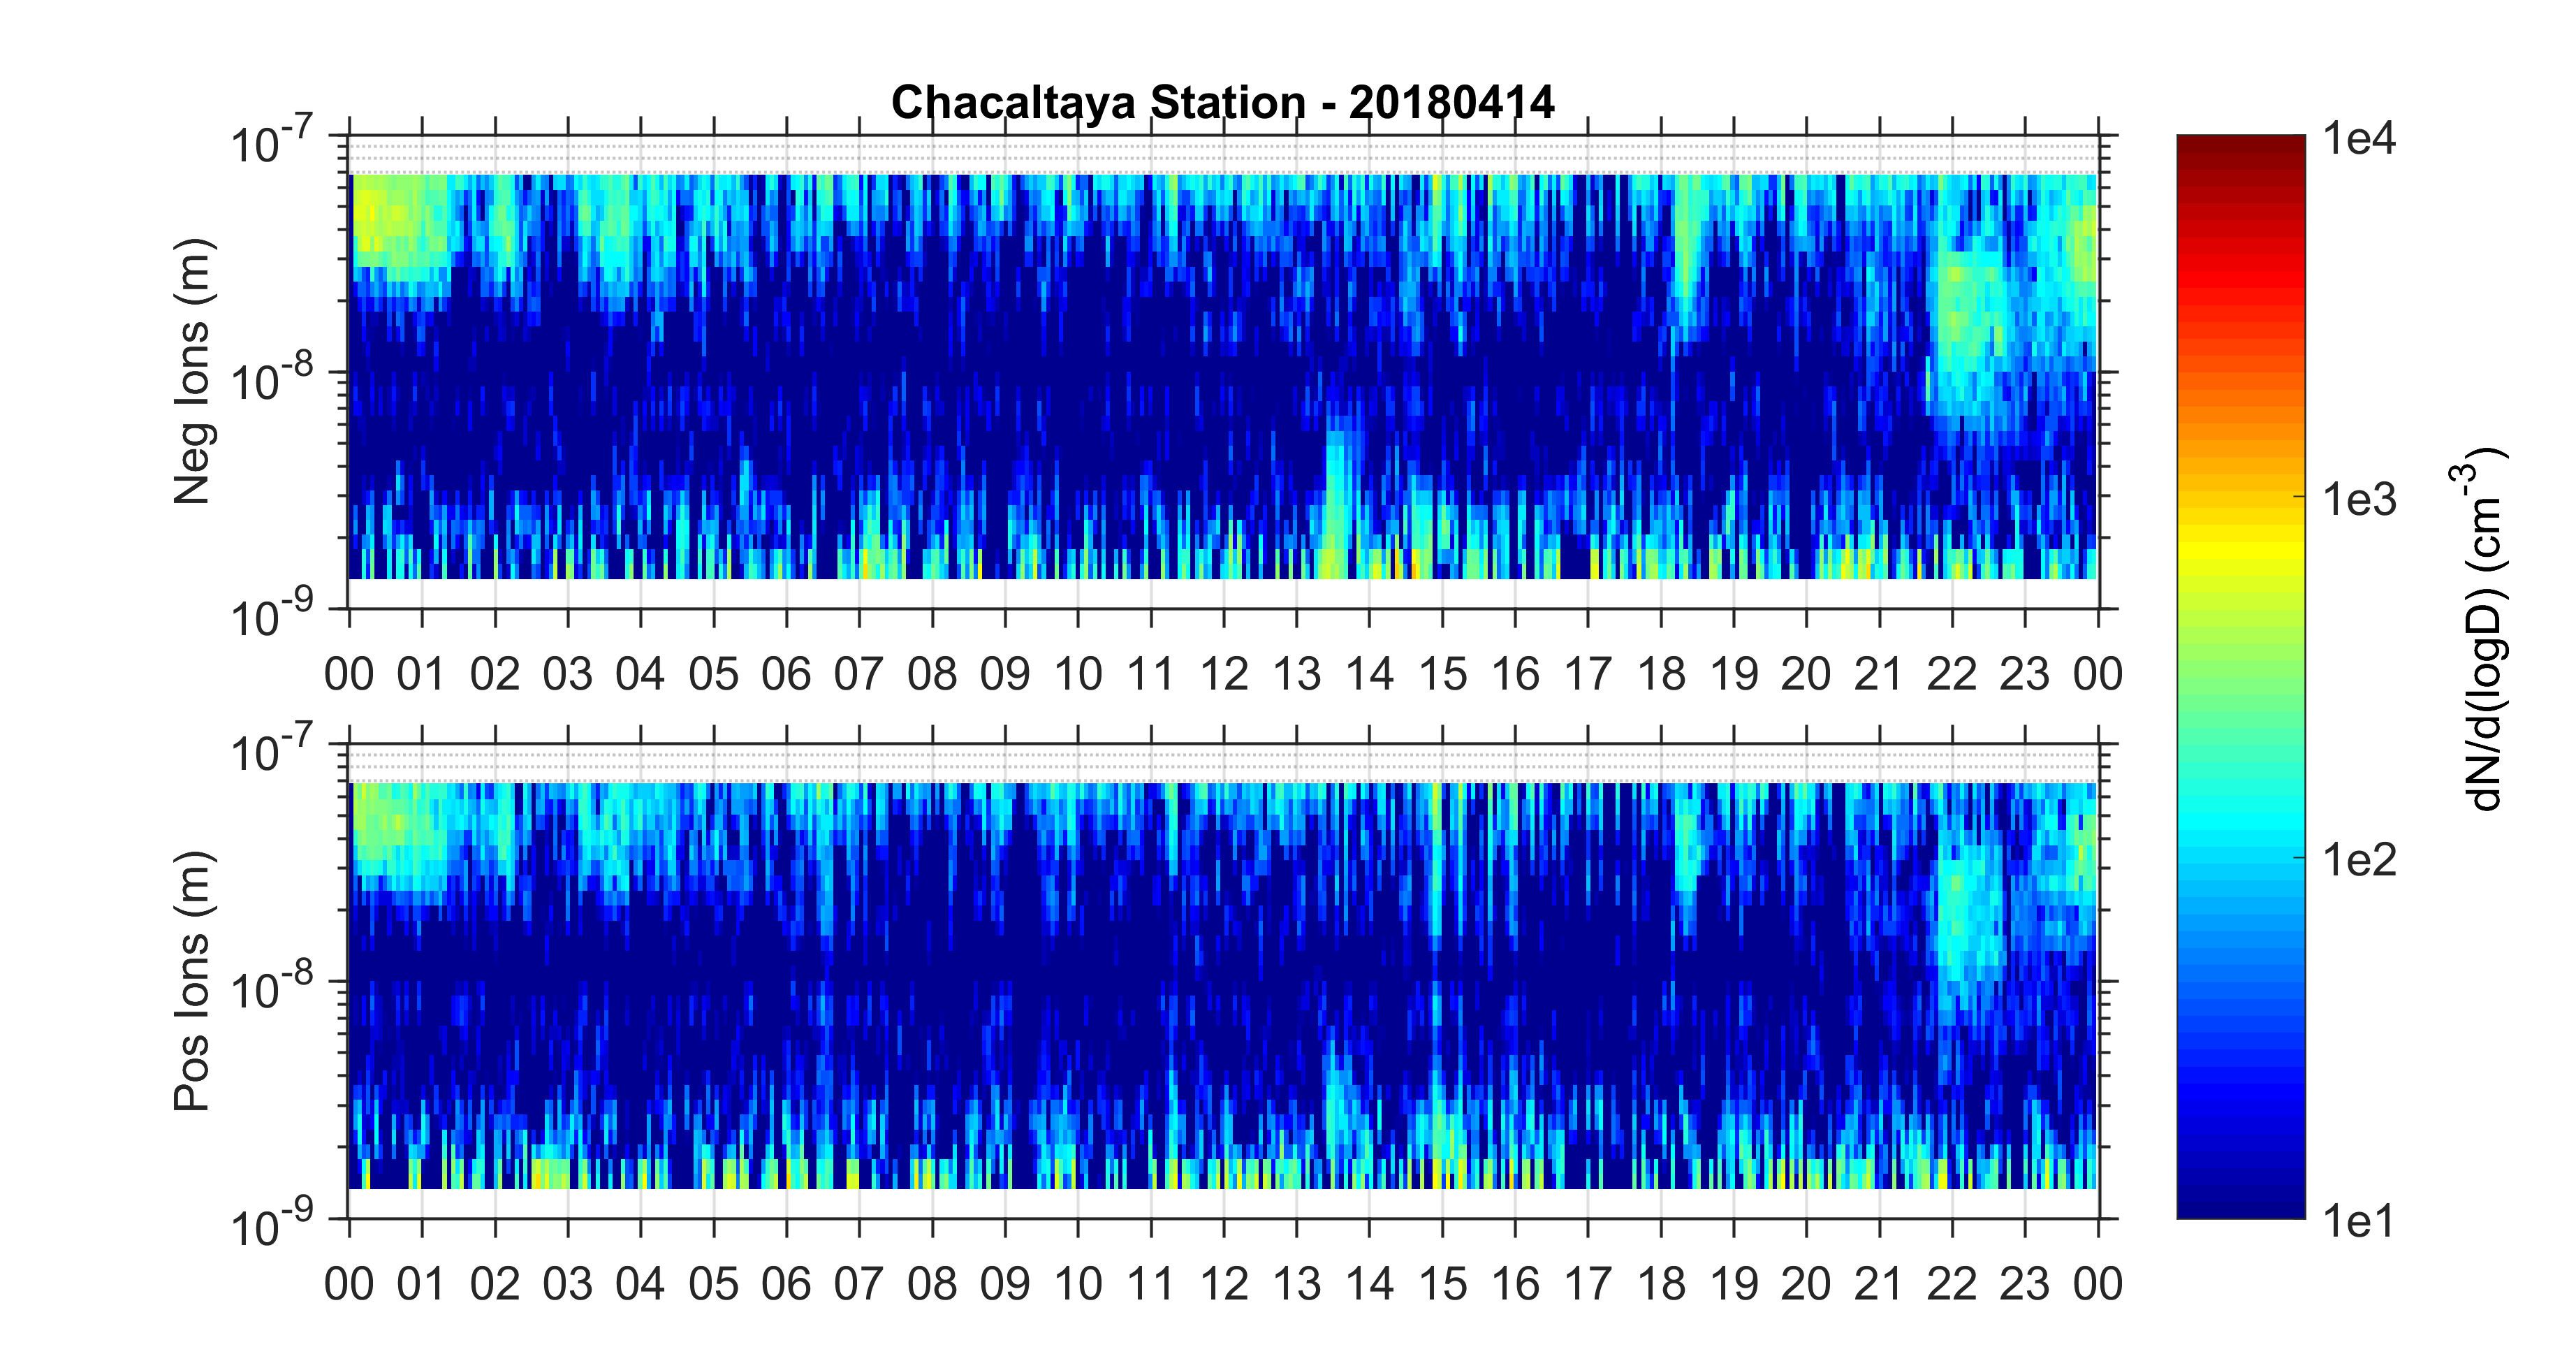 Chacaltaya Station - 20180414
10⁻⁷
10⁻⁸
10⁻⁹
Neg Ions (m)
00 01 02 03 04 05 06 07 08 09 10 11 12 13 14 15 16 17 18 19 20 21 22 23 00
10⁻⁷
10⁻⁸
10⁻⁹
Pos Ions (m)
00 01 02 03 04 05 06 07 08 09 10 11 12 13 14 15 16 17 18 19 20 21 22 23 00
1e4
1e3
1e2
1e1
dN/d(logD) (cm⁻³)